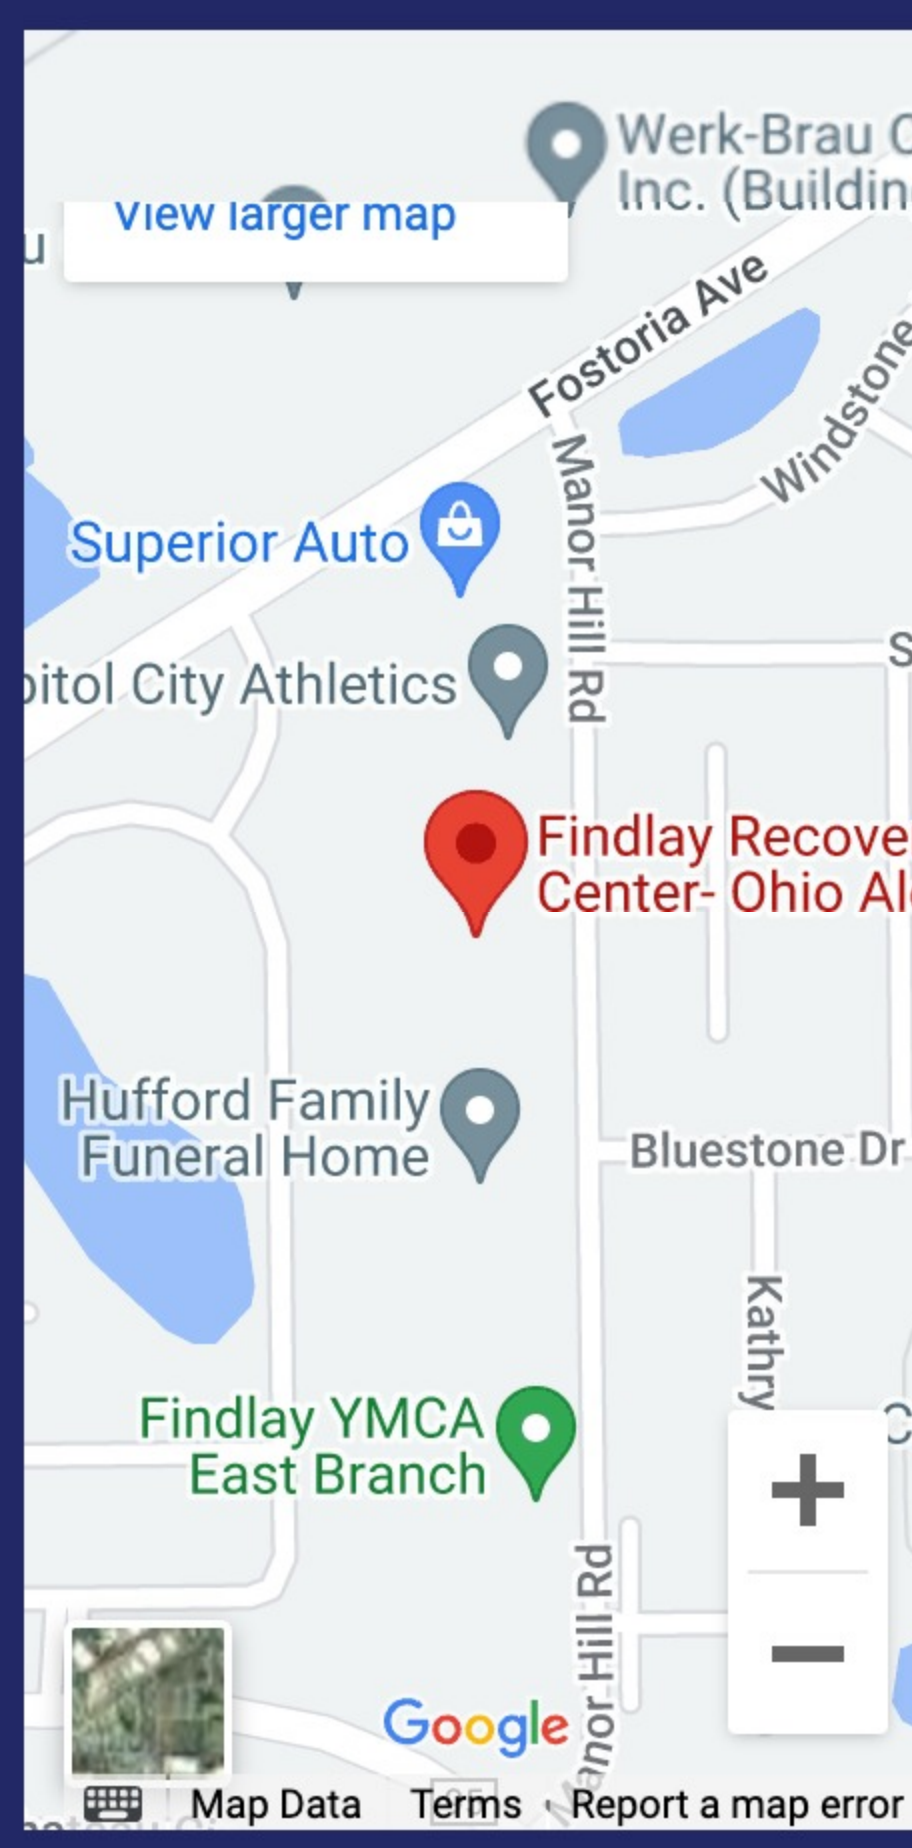 Werk-Brau C
Inc. (Buildin
View larger map
u
Fostoria Ave
Windstone
Manor Hill Rd
Superior Auto
S
pitol City Athletics
Findlay Recove
Center- Ohio Al
Hufford Family
Funeral Home
Bluestone Dr
Kathry
Findlay YMCA
East Branch
C
+
−
Manor Hill Rd
Google
Map Data
Terms
Report a map error